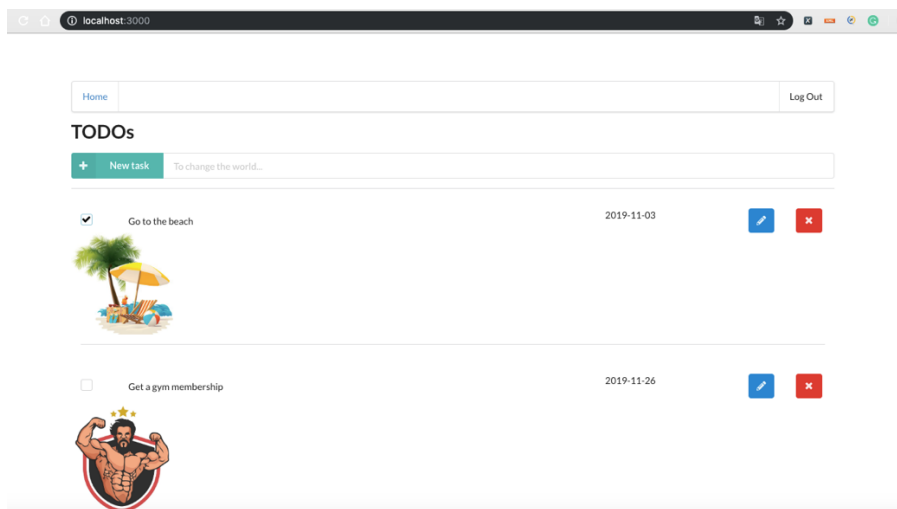 localhost:3000
Home
Log Out
TODOs
+ New task
To change the world...
Go to the beach
2019-11-03
Get a gym membership
2019-11-26